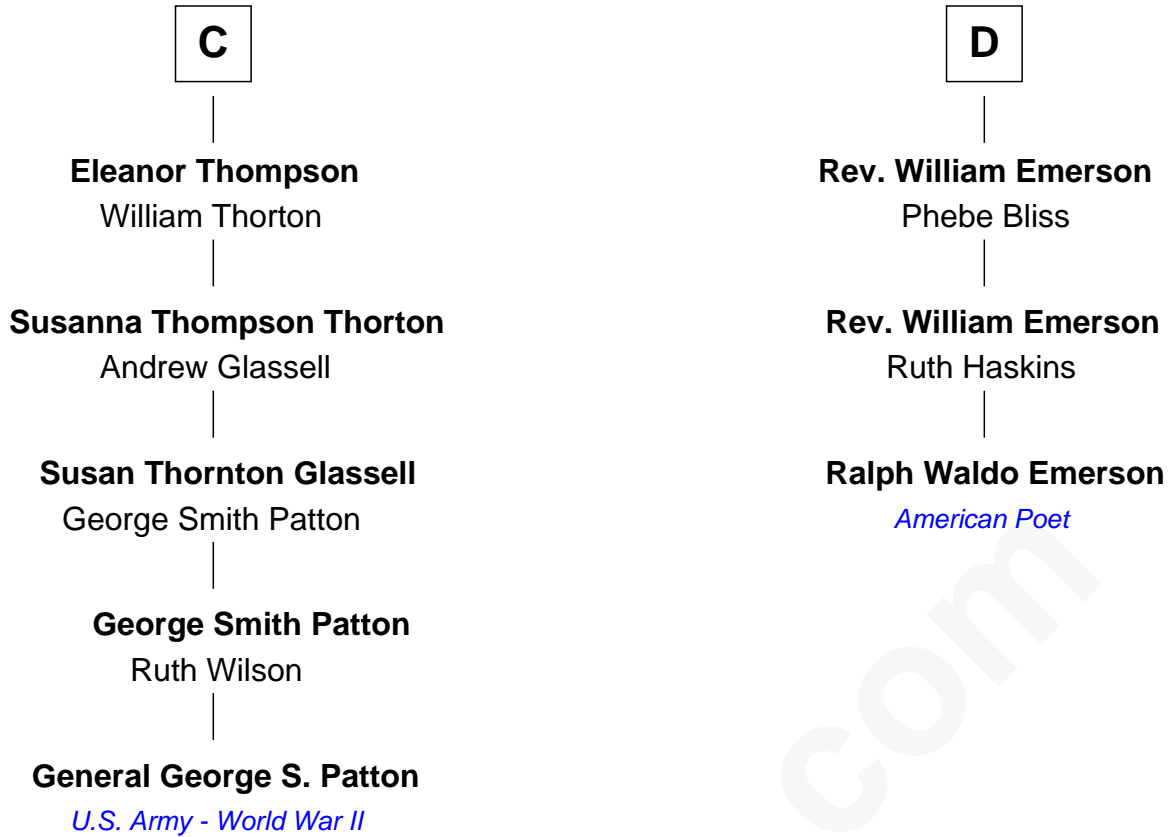 C
Eleanor Thompson
William Thorton
Susanna Thompson Thorton
Andrew Glassell
Susan Thornton Glassell
George Smith Patton
George Smith Patton
Ruth Wilson
General George S. Patton
U.S. Army - World War II
D
Rev. William Emerson
Phebe Bliss
Rev. William Emerson
Ruth Haskins
Ralph Waldo Emerson
American Poet
com